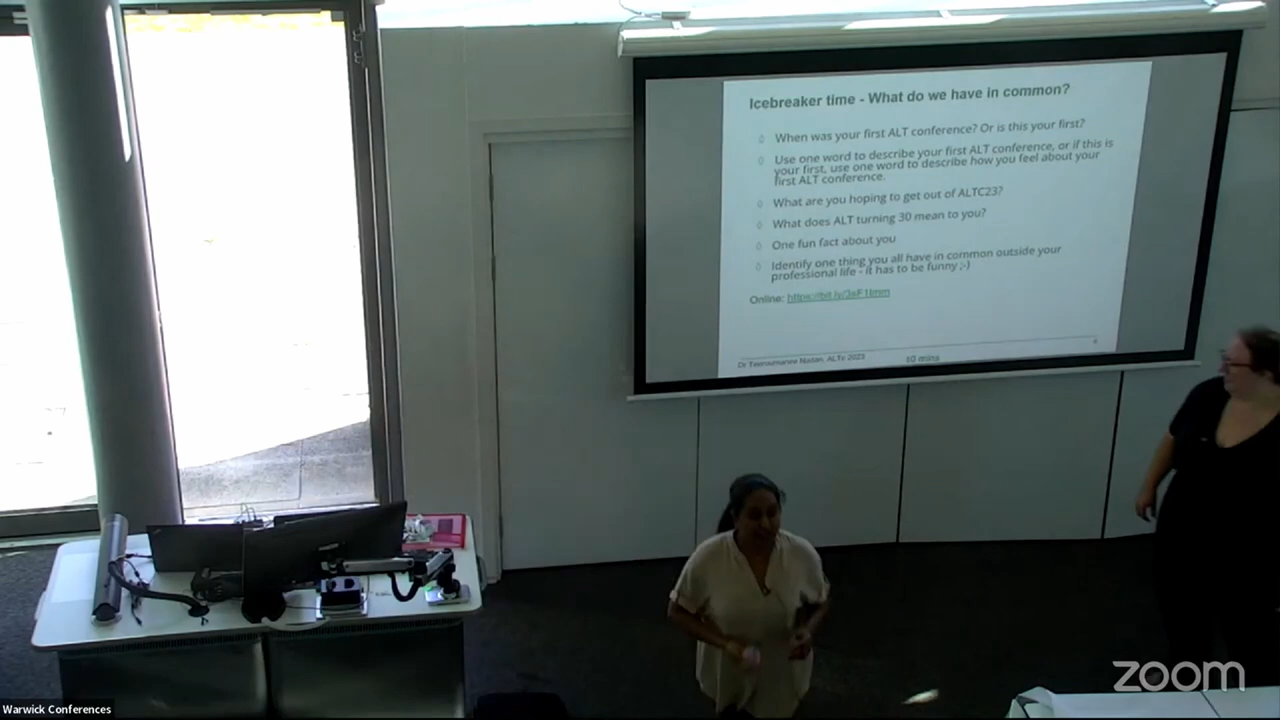 Icebreaker time - What do we have in common?
When was your first ALT conference? Or is this your first?
Use one word to describe your first ALT conference, or if this is
your first, use one word to describe how you feel about your
first ALT conference.
What are you hoping to get out of ALTC23?
What does ALT turning 30 mean to you?
One fun fact about you
Identify one thing you all have in common outside your
professional life - it has to be funny ;-)
Online:
10 mins
zoom
Warwick Conferences